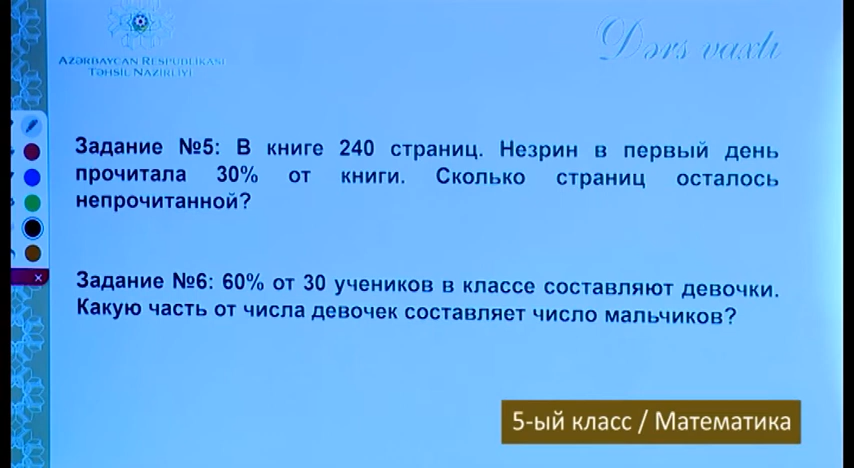 AZƏRBAYCAN RESPUBLİKASI
TƏHSİL NAZİRLİYİ
Dərs vaxtı
Задание №5: В книге 240 страниц. Незрин в первый день
прочитала 30% от книги. Сколько страниц осталось
непрочитанной?
Задание №6: 60% от 30 учеников в классе составляют девочки.
Какую часть от числа девочек составляет число мальчиков?
5-ый класс / Математика